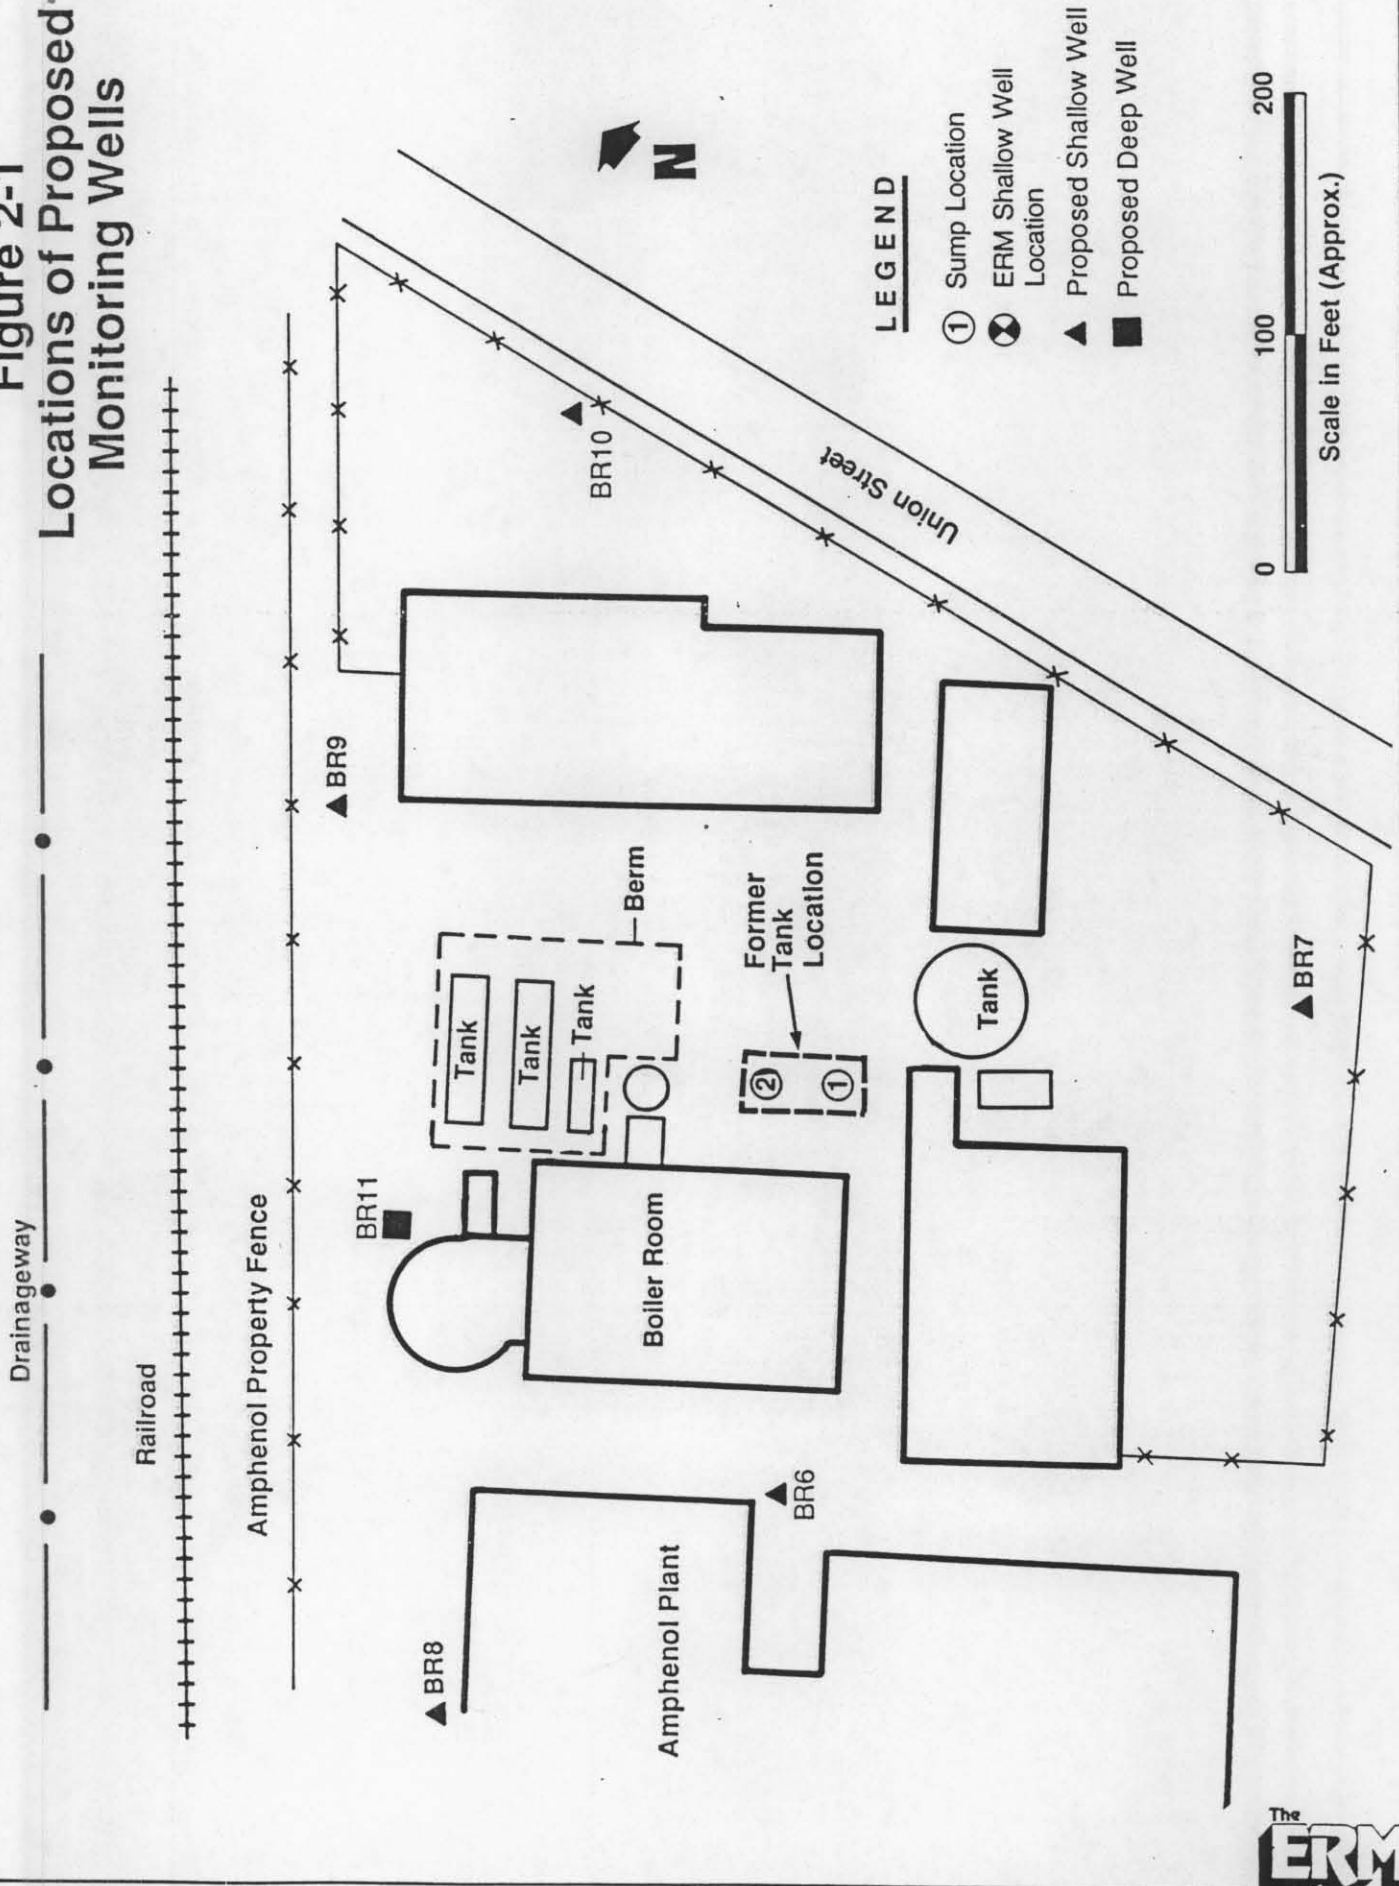 Figure 2-1
Locations of Proposed
Monitoring Wells
Drainageway
Railroad
Amphenol Property Fence
BR8
BR11
BR9
BR10
Tank
Tank
Tank
Berm
Boiler Room
Former
Tank
Location
2
1
BR6
Amphenol Plant
Tank
Union Street
BR7
N
LEGEND
1 Sump Location
ERM Shallow Well
Location
Proposed Shallow Well
Proposed Deep Well
0 100 200
Scale in Feet (Approx.)
The
ERM